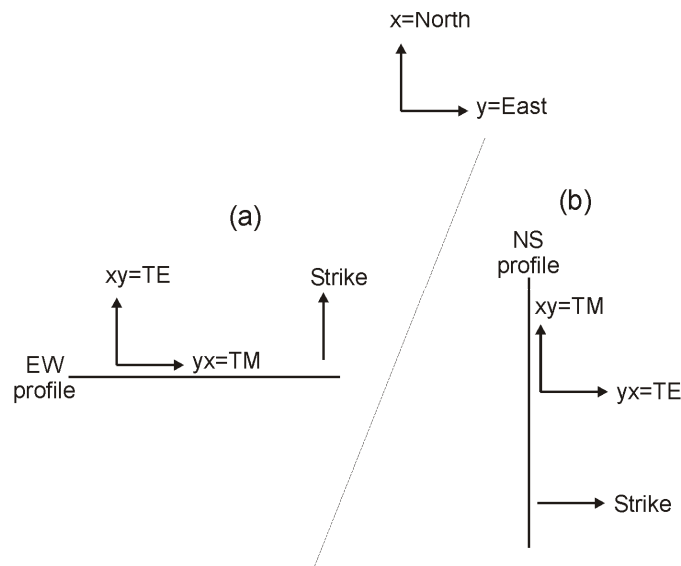 x=North
y=East
(a)
(b)
NS
profile
xy=TE
Strike
xy=TM
EW
profile
yx=TM
yx=TE
Strike